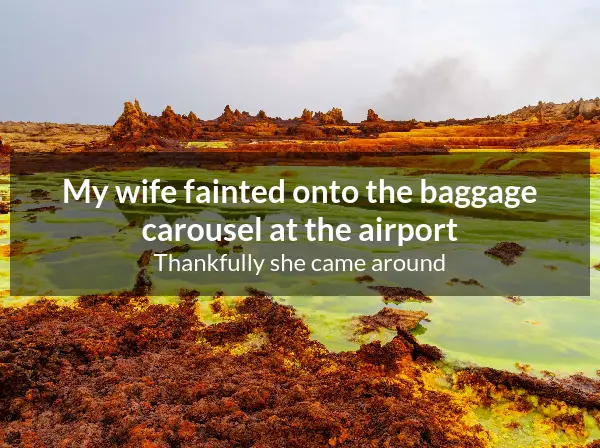 My wife fainted onto the baggage
carousel at the airport
Thankfully she came around